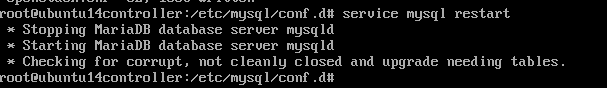 root@ubuntu14controller:/etc/mysql/conf.d# service mysql restart
 * Stopping MariaDB database server mysqld
 * Starting MariaDB database server mysqld
 * Checking for corrupt, not cleanly closed and upgrade needing tables.
root@ubuntu14controller:/etc/mysql/conf.d#